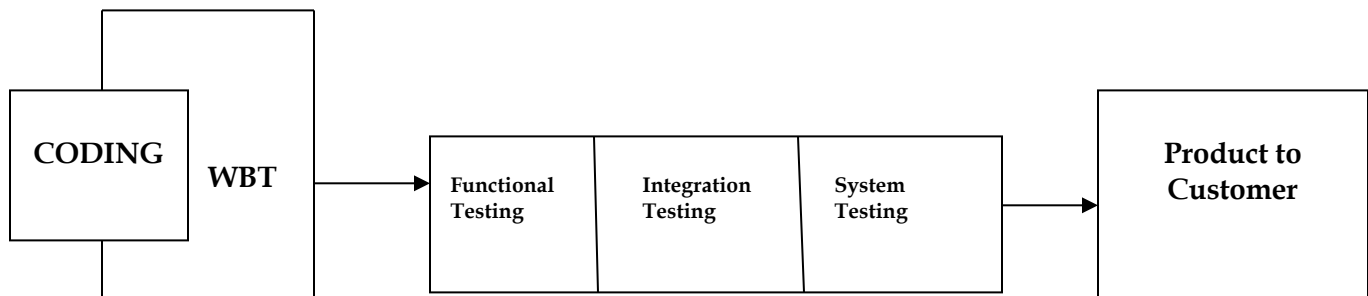 CODING
WBT
Functional
Testing
Integration
Testing
System
Testing
Product to
Customer